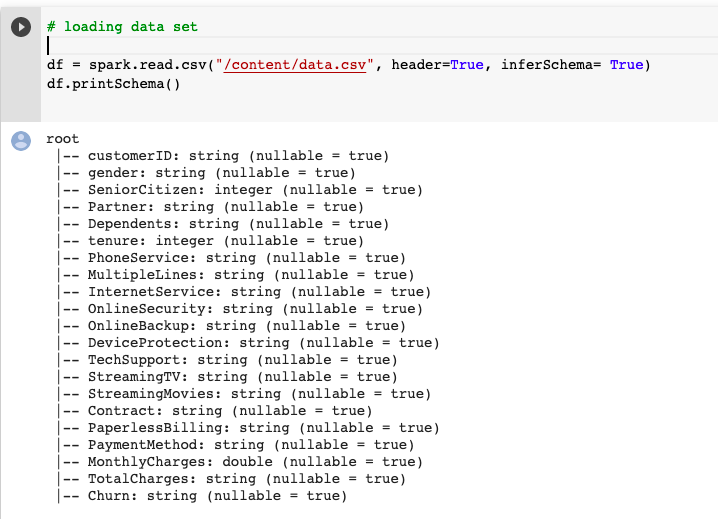 # loading data set
df = spark.read.csv("/content/data.csv", header=True, inferSchema= True)
df.printSchema()
root
|-- customerID: string (nullable = true)
|-- gender: string (nullable = true)
|-- SeniorCitizen: integer (nullable = true)
|-- Partner: string (nullable = true)
|-- Dependents: string (nullable = true)
|-- tenure: integer (nullable = true)
|-- PhoneService: string (nullable = true)
|-- MultipleLines: string (nullable = true)
|-- InternetService: string (nullable = true)
|-- OnlineSecurity: string (nullable = true)
|-- OnlineBackup: string (nullable = true)
|-- DeviceProtection: string (nullable = true)
|-- TechSupport: string (nullable = true)
|-- StreamingTV: string (nullable = true)
|-- StreamingMovies: string (nullable = true)
|-- Contract: string (nullable = true)
|-- PaperlessBilling: string (nullable = true)
|-- PaymentMethod: string (nullable = true)
|-- MonthlyCharges: double (nullable = true)
|-- TotalCharges: string (nullable = true)
|-- Churn: string (nullable = true)